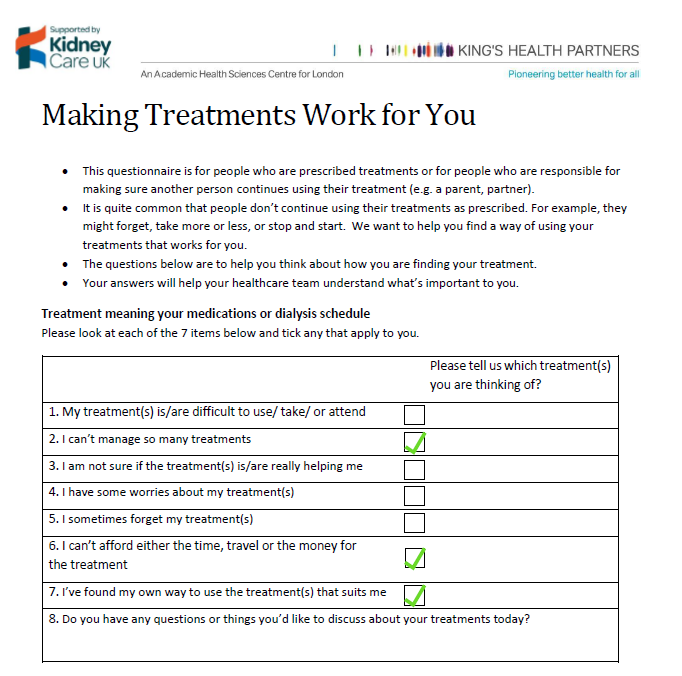 Supported by
Kidney
Care UK
KING'S HEALTH PARTNERS
An Academic Health Sciences Centre for London
Pioneering better health for all
Making Treatments Work for You
• This questionnaire is for people who are prescribed treatments or for people who are responsible for
making sure another person continues using their treatment (e.g. a parent, partner).
• It is quite common that people don't continue using their treatments as prescribed. For example, they
might forget, take more or less, or stop and start. We want to help you find a way of using your
treatments that works for you.
• The questions below are to help you think about how you are finding your treatment.
• Your answers will help your healthcare team understand what's important to you.
Treatment meaning your medications or dialysis schedule
Please look at each of the 7 items below and tick any that apply to you.
Please tell us which treatment(s)
you are thinking of?
1. My treatment(s) is/are difficult to use/ take/ or attend
2. I can't manage so many treatments
3. I am not sure if the treatment(s) is/are really helping me
4. I have some worries about my treatment(s)
5. I sometimes forget my treatment(s)
6. I can't afford either the time, travel or the money for
the treatment
7. I've found my own way to use the treatment(s) that suits me
8. Do you have any questions or things you'd like to discuss about your treatments today?